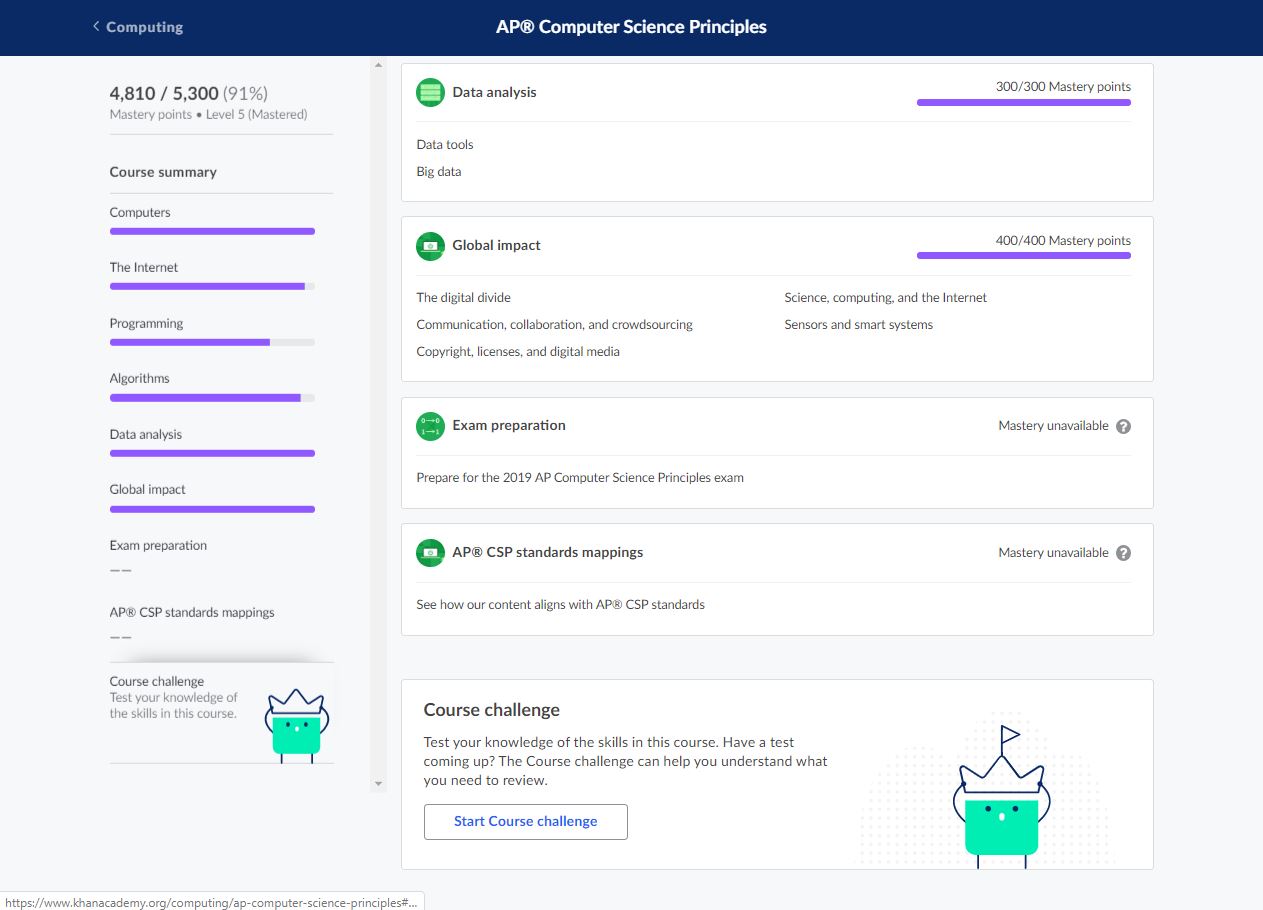 Computing
AP® Computer Science Principles
4,810 / 5,300 (91%)
Mastery points • Level 5 (Mastered)
Course summary
Computers
The Internet
Programming
Algorithms
Data analysis
Global impact
Exam preparation
——
AP® CSP standards mappings
——
Course challenge
Test your knowledge of
the skills in this course.
Data analysis
300/300 Mastery points
Data tools
Big data
Global impact
400/400 Mastery points
The digital divide
Communication, collaboration, and crowdsourcing
Copyright, licenses, and digital media
Science, computing, and the Internet
Sensors and smart systems
0→0
1→1
Exam preparation
Mastery unavailable ?
Prepare for the 2019 AP Computer Science Principles exam
AP® CSP standards mappings
Mastery unavailable ?
See how our content aligns with AP® CSP standards
Course challenge
Test your knowledge of the skills in this course. Have a test
coming up? The Course challenge can help you understand what
you need to review.
Start Course challenge
https://www.khanacademy.org/computing/ap-computer-science-principles#...